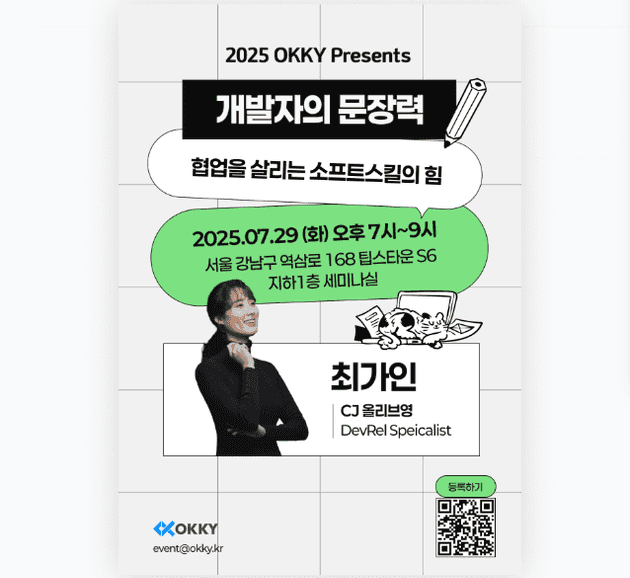 2025 OKKY Presents
개발자의 문장력
협업을 살리는 소프트스킬의 힘
2025.07.29 (화) 오후 7시~9시
서울 강남구 역삼로 168 팁스타운 S6
지하1층 세미나실
최가인
CJ 올리브영
DevRel Speicalist
등록하기
OKKY
event@okky.kr